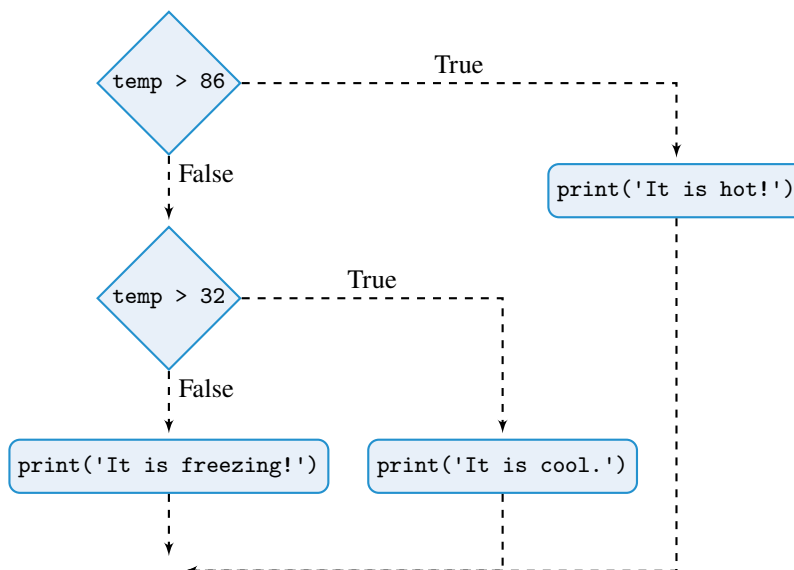 temp > 86
True
False
print('It is hot!')
temp > 32
True
False
print('It is freezing!')
print('It is cool.')